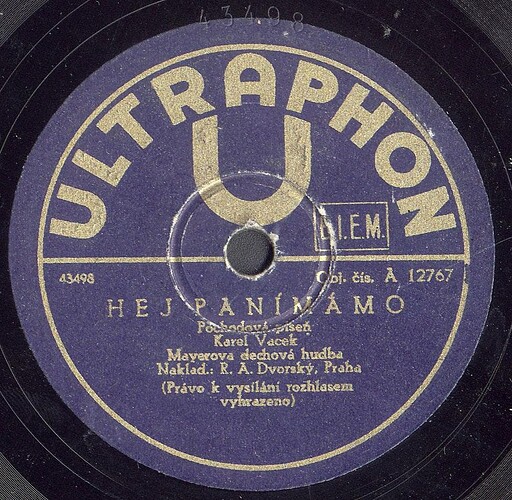 43498
ULTRAPHON
U
B.I.E.M.
43498
Obj. čís. A 12767
HEJ PANÍMÁMO
Pochodová píseň
Karel Vacek
Mayerova dechová hudba
Naklad.: R. A. Dvorský, Praha
(Právo k vysílání rozhlasem
vyhrazeno)